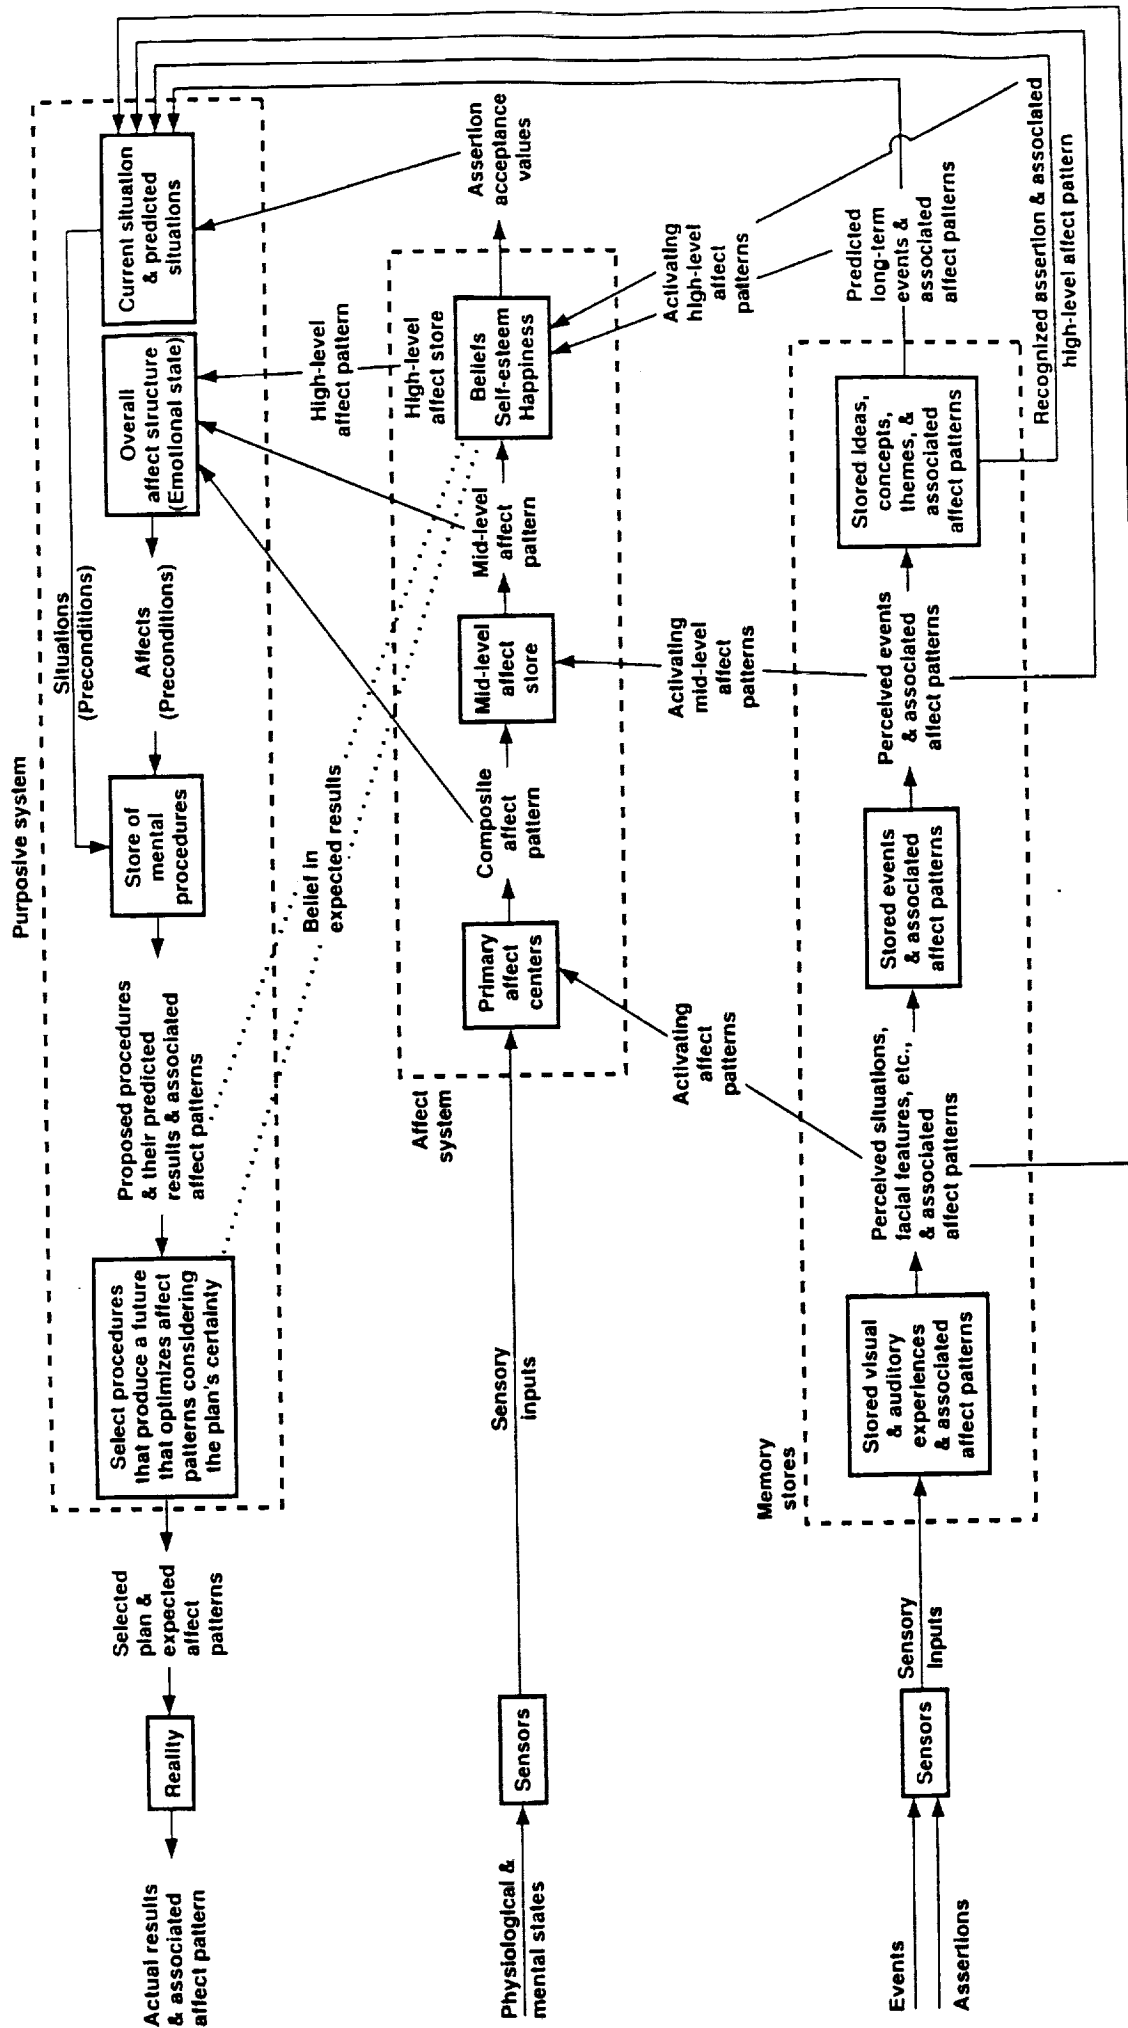 Purposive system
Actual results
& associated
affect pattern
Reality
Selected
plan &
expected
affect
patterns
Select procedures
that produce a future
that optimizes affect
patterns considering
the plan's certainty
Proposed procedures
& their predicted
results & associated
affect patterns
Store of
mental
procedures
Situations
(Preconditions)
Affects
(Preconditions)
Overall
affect structure
(Emotional state)
Current situation
& predicted
situations
Belief in
expected results
High-level
affect pattern
Physiological &
mental states
Sensors
Sensory
inputs
Affect
system
Primary
affect
centers
Composite
affect
pattern
Mid-level
affect
store
Mid-level
affect
pattern
High-level
affect store
Beliefs
Self-esteem
Happiness
Assertion
acceptance
values
Activating
affect
patterns
Activating
mid-level
affect
patterns
Activating
high-level
affect
patterns
Events
Assertions
Sensors
Sensory
Inputs
Memory
stores
Stored visual
& auditory
experiences
& associated
affect patterns
Perceived situations,
facial features, etc.,
& associated
affect patterns
Stored events
& associated
affect patterns
Perceived events
& associated
affect patterns
Stored Ideas,
concepts,
themes, &
associated
affect patterns
Predicted
long-term
events &
associated
affect patterns
Recognized assertion & associated
high-level affect pattern